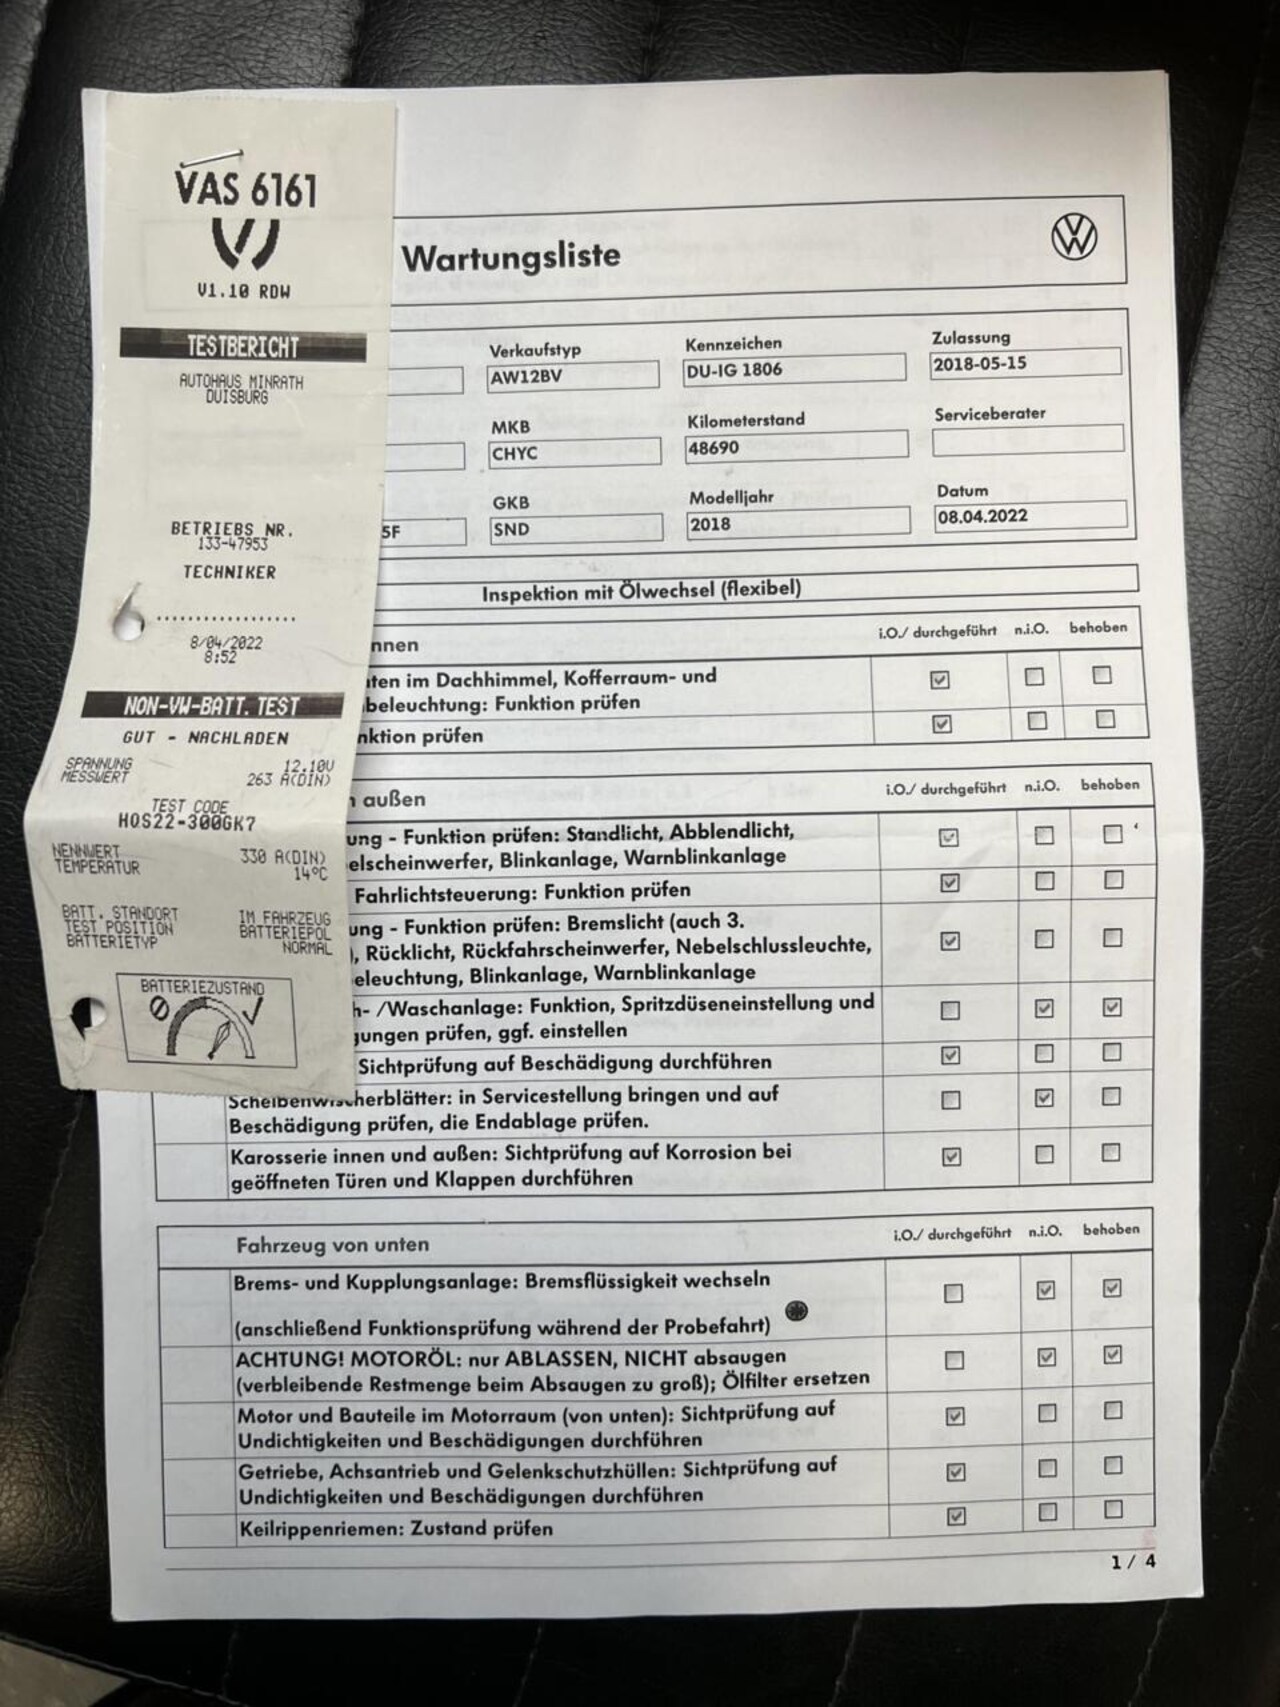 VAS 6161
V1.10 RDW
TESTBERICHT
AUTOHAUS MINRATH
DUISBURG
BETRIEBS NR.
133-47953
TECHNIKER
..................
8/04/2022
8:52
NON-VW-BATT.TEST
GUT - NACHLADEN
SPANNUNG 12.10V
MESSWERT 263 A(DIN)
TEST CODE
HOS22-300GK7
NENNWERT 330 A(DIN)
TEMPERATUR 14°C
BATT. STANDORT IM FAHRZEUG
TEST POSITION BATTERIEPOL
BATTERIETYP NORMAL
BATTERIEZUSTAND
Wartungsliste
Verkaufstyp Kennzeichen Zulassung
AW12BV DU-IG 1806 2018-05-15
MKB Kilometerstand Serviceberater
CHYC 48690
GKB Modelljahr Datum
5F SND 2018 08.04.2022
Inspektion mit Ölwechsel (flexibel)
nnen i.O./ durchgeführt n.i.O. behoben
ten im Dachhimmel, Kofferraum- und
beleuchtung: Funktion prüfen
nktion prüfen
außen i.O./ durchgeführt n.i.O. behoben
ung - Funktion prüfen: Standlicht, Abblendlicht,
elscheinwerfer, Blinkanlage, Warnblinkanlage
Fahrlichtsteuerung: Funktion prüfen
ung - Funktion prüfen: Bremslicht (auch 3.
), Rücklicht, Rückfahrscheinwerfer, Nebelschlussleuchte,
eleuchtung, Blinkanlage, Warnblinkanlage
h- /Waschanlage: Funktion, Spritzdüseneinstellung und
gungen prüfen, ggf. einstellen
Sichtprüfung auf Beschädigung durchführen
Scheibenwischerblätter: in Servicestellung bringen und auf
Beschädigung prüfen, die Endablage prüfen.
Karosserie innen und außen: Sichtprüfung auf Korrosion bei
geöffneten Türen und Klappen durchführen
Fahrzeug von unten i.O./ durchgeführt n.i.O. behoben
Brems- und Kupplungsanlage: Bremsflüssigkeit wechseln
(anschließend Funktionsprüfung während der Probefahrt)
ACHTUNG! MOTORÖL: nur ABLASSEN, NICHT absaugen
(verbleibende Restmenge beim Absaugen zu groß); Ölfilter ersetzen
Motor und Bauteile im Motorraum (von unten): Sichtprüfung auf
Undichtigkeiten und Beschädigungen durchführen
Getriebe, Achsantrieb und Gelenkschutzhüllen: Sichtprüfung auf
Undichtigkeiten und Beschädigungen durchführen
Keilrippenriemen: Zustand prüfen
1 / 4